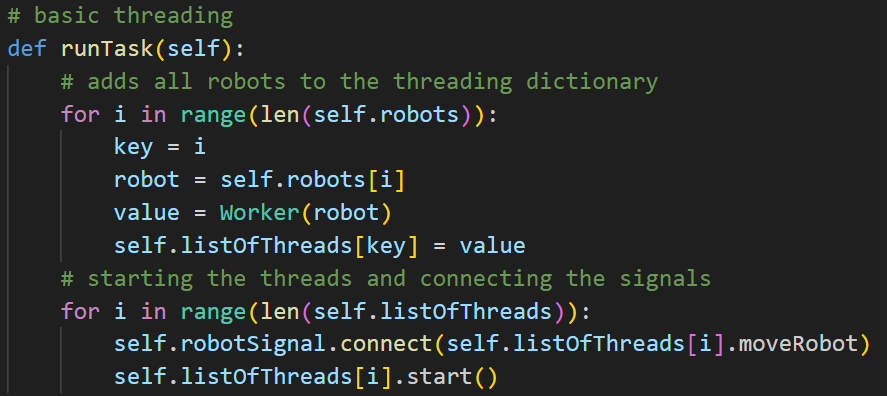 # basic threading
def runTask(self):
    # adds all robots to the threading dictionary
    for i in range(len(self.robots)):
        key = i
        robot = self.robots[i]
        value = Worker(robot)
        self.listOfThreads[key] = value
    # starting the threads and connecting the signals
    for i in range(len(self.listOfThreads)):
        self.robotSignal.connect(self.listOfThreads[i].moveRobot)
        self.listOfThreads[i].start()